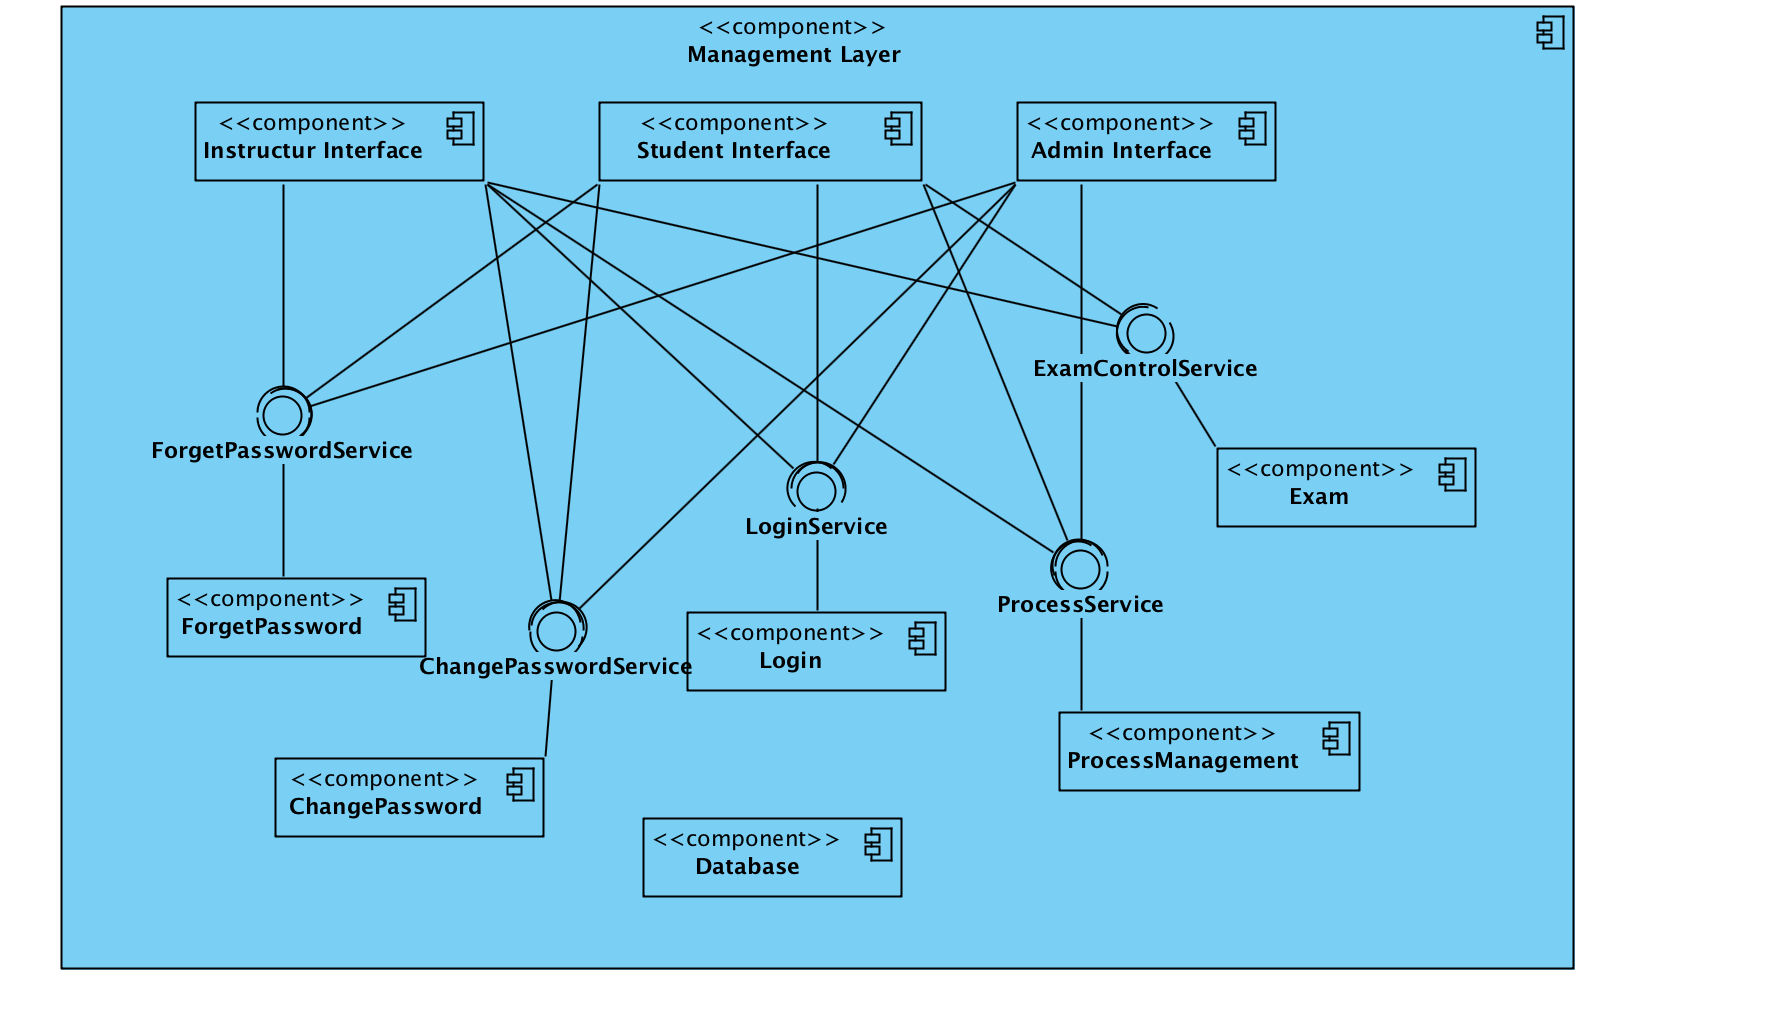 <<component>>
Management Layer
<<component>>
Instructur Interface
<<component>>
Student Interface
<<component>>
Admin Interface
ExamControlService
ForgetPasswordService
<<component>>
Exam
LoginService
<<component>>
ForgetPassword
ProcessService
ChangePasswordService
<<component>>
Login
<<component>>
ProcessManagement
<<component>>
ChangePassword
<<component>>
Database